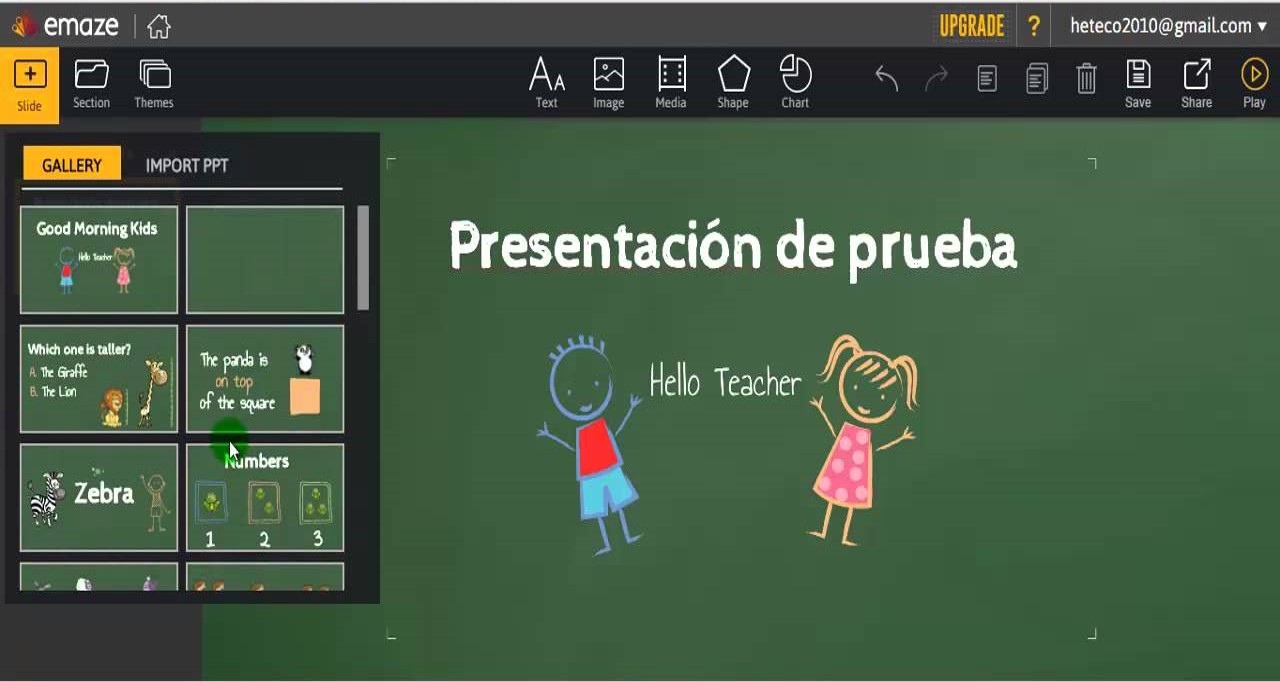 emaze
UPGRADE ? heteco2010@gmail.com ▼
Slide Section Themes Text Image Media Shape Chart Save Share Play
GALLERY IMPORT PPT
Good Morning Kids
Hello Teacher
Which one is taller?
A. The Giraffe
B. The Lion
The panda is
on top
of the square
Zebra
Numbers
1 2 3
Presentación de prueba
Hello Teacher